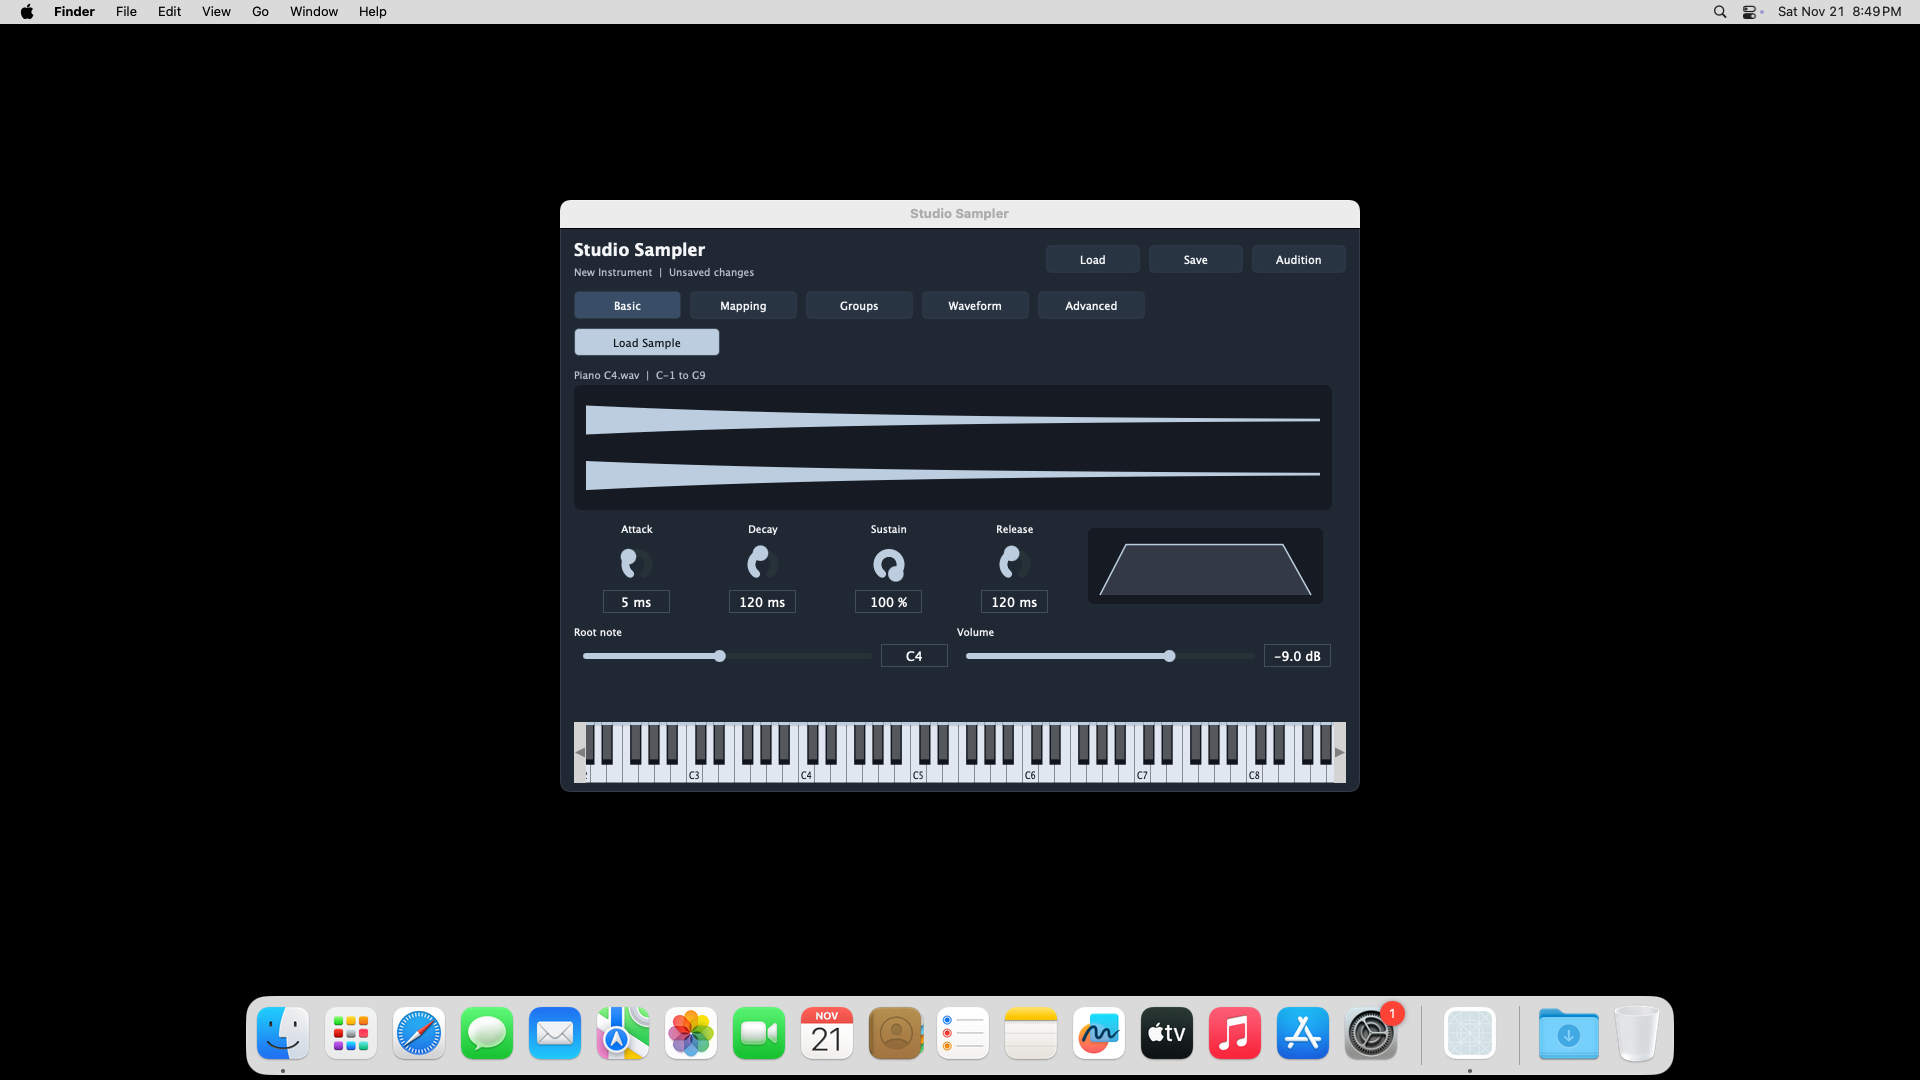 Finder File Edit View Go Window Help Sat Nov 21 8:49 PM
Studio Sampler
Studio Sampler
New Instrument | Unsaved changes
Load Save Audition
Basic Mapping Groups Waveform Advanced
Load Sample
Piano C4.wav | C-1 to G9
Attack Decay Sustain Release
5 ms 120 ms 100 % 120 ms
Root note Volume
C4 -9.0 dB
C3 C4 C5 C6 C7 C8
NOV
21
tv
1